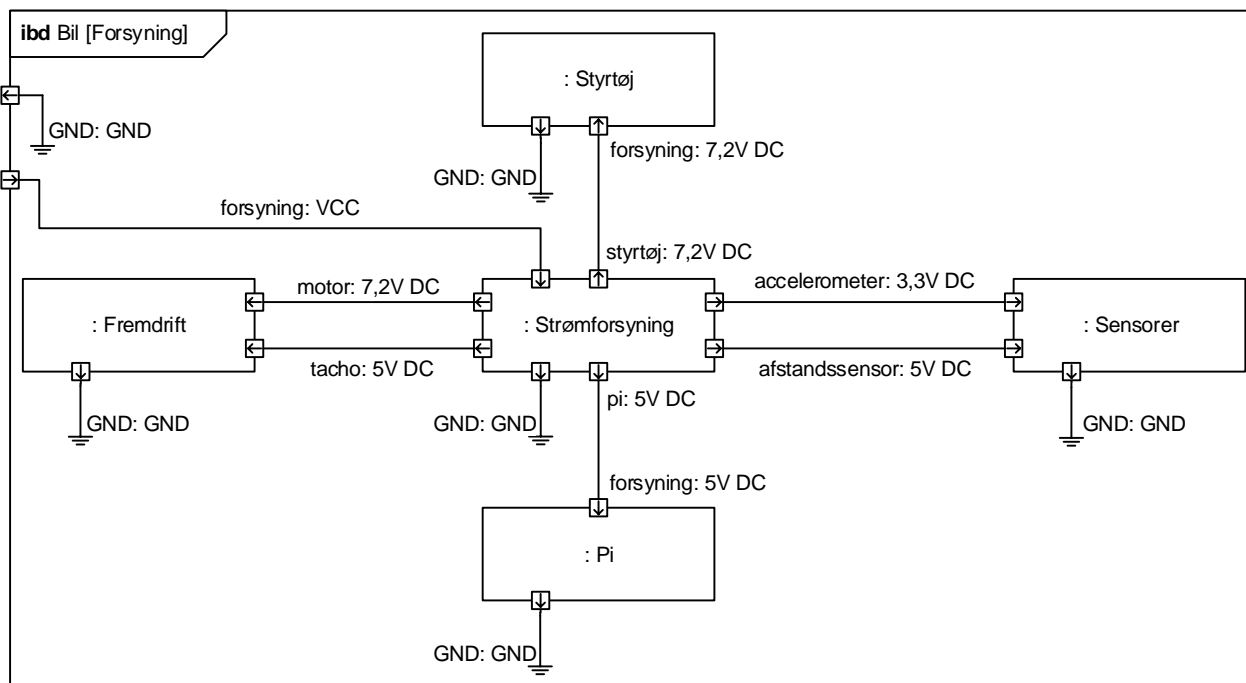 ibd Bil [Forsyning]
: Styrtøj
GND: GND
forsyning: 7,2V DC
GND: GND
forsyning: VCC
styrtøj: 7,2V DC
motor: 7,2V DC
accelerometer: 3,3V DC
: Fremdrift
: Strømforsyning
: Sensorer
tacho: 5V DC
afstandssensor: 5V DC
pi: 5V DC
GND: GND
GND: GND
GND: GND
forsyning: 5V DC
: Pi
GND: GND